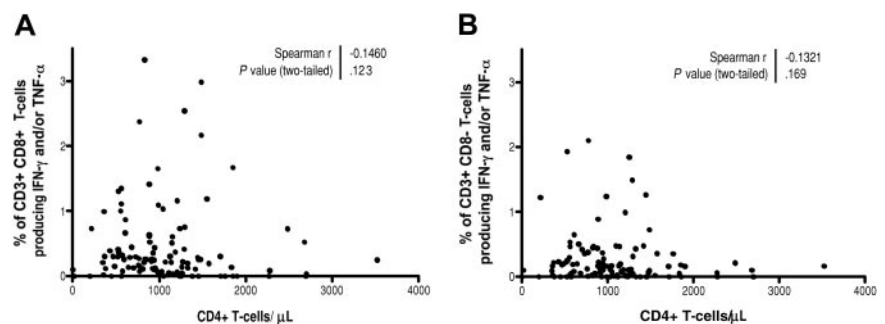 A
Spearman r -0.1460
P value (two-tailed) .123
% of CD3+ CD8+ T-cells
producing IFN-γ and/or TNF-α
3
2
1
0
0 1000 2000 3000 4000
CD4+ T-cells/ μL
B
Spearman r -0.1321
P value (two-tailed) .169
% of CD3+ CD8- T-cells
producing IFN-γ and/or TNF-α
3
2
1
0
0 1000 2000 3000 4000
CD4+ T-cells/μL